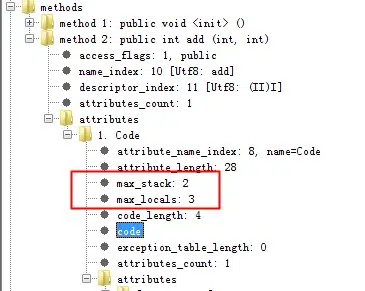 methods
method 1: public void <init> ()
method 2: public int add (int, int)
access_flags: 1, public
name_index: 10 [Utf8: add]
descriptor_index: 11 [Utf8: (II)I]
attributes_count: 1
attributes
1. Code
attribute_name_index: 8, name=Code
attribute_length: 28
max_stack: 2
max_locals: 3
code_length: 4
code
exception_table_length: 0
attributes_count: 1
attributes